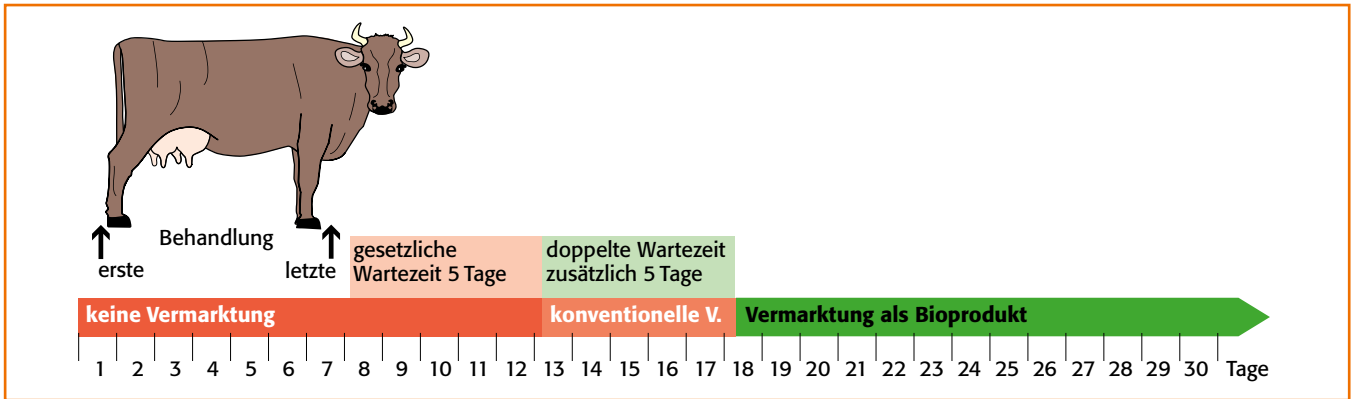 Behandlung
erste
letzte
gesetzliche
Wartezeit 5 Tage
doppelte Wartezeit
zusätzlich 5 Tage
keine Vermarktung
konventionelle V.
Vermarktung als Bioprodukt
1 2 3 4 5 6 7 8 9 10 11 12 13 14 15 16 17 18 19 20 21 22 23 24 25 26 27 28 29 30 Tage